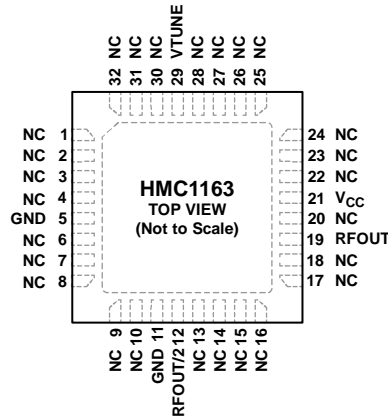 32 NC
31 NC
30 NC
29 VTUNE
28 NC
27 NC
26 NC
25 NC
NC 1
NC 2
NC 3
NC 4
GND 5
NC 6
NC 7
NC 8
HMC1163
TOP VIEW
(Not to Scale)
24 NC
23 NC
22 NC
21 VCC
20 NC
19 RFOUT
18 NC
17 NC
NC 9
NC 10
GND 11
RFOUT/2 12
NC 13
NC 14
NC 15
NC 16